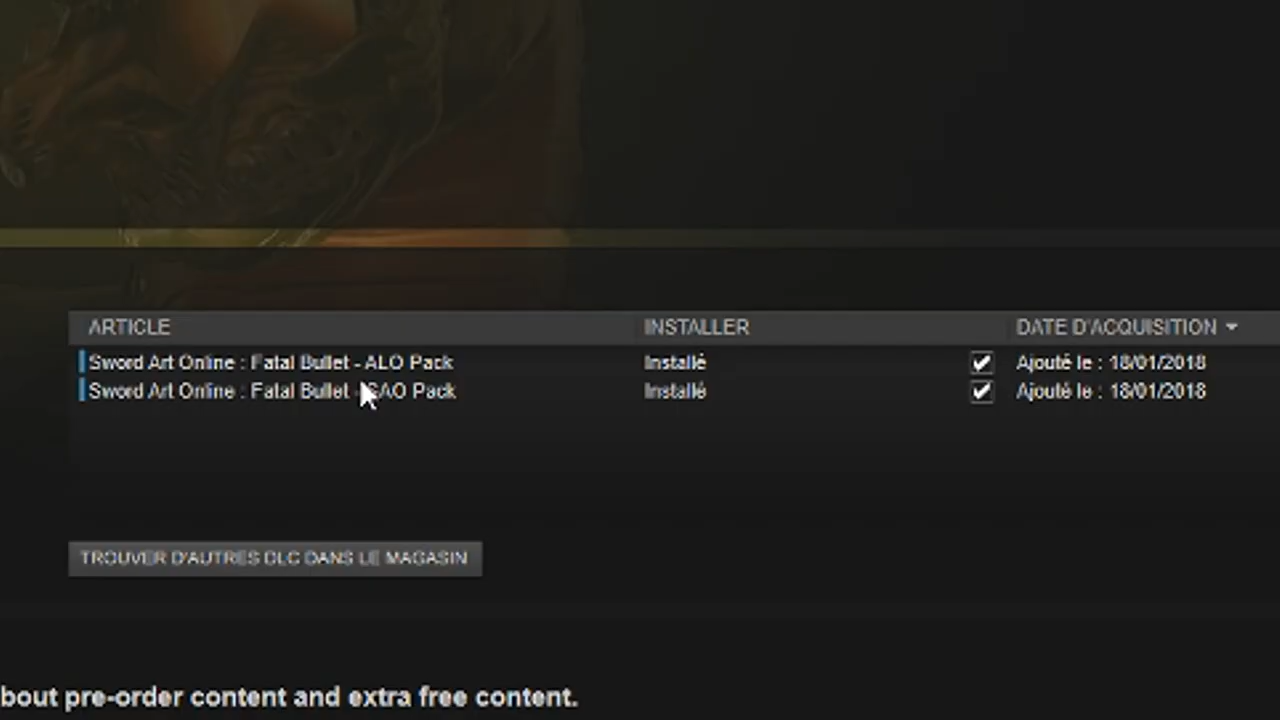 ARTICLE INSTALLER DATE D'ACQUISITION
Sword Art Online : Fatal Bullet - ALO Pack Installé Ajouté le : 18/01/2018
Sword Art Online : Fatal Bullet - SAO Pack Installé Ajouté le : 18/01/2018
TROUVER D'AUTRES DLC DANS LE MAGASIN
bout pre-order content and extra free content.